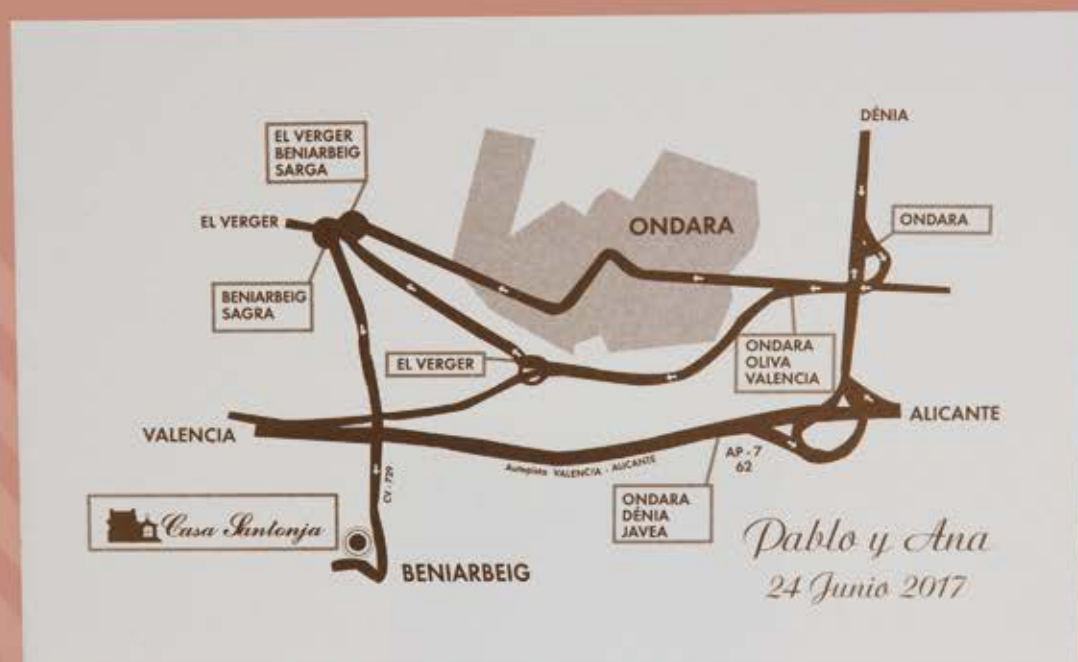 DÉNIA
EL VERGER
BENIARBEIG
SARGA
ONDARA
EL VERGER
ONDARA
BENIARBEIG
SAGRA
ONDARA
OLIVA
VALENCIA
EL VERGER
VALENCIA
ALICANTE
AP - 7
62
Autopista VALENCIA - ALICANTE
CV - 729
ONDARA
DÉNIA
JAVEA
Casa Santonja
BENIARBEIG
Pablo y Ana
24 Junio 2017